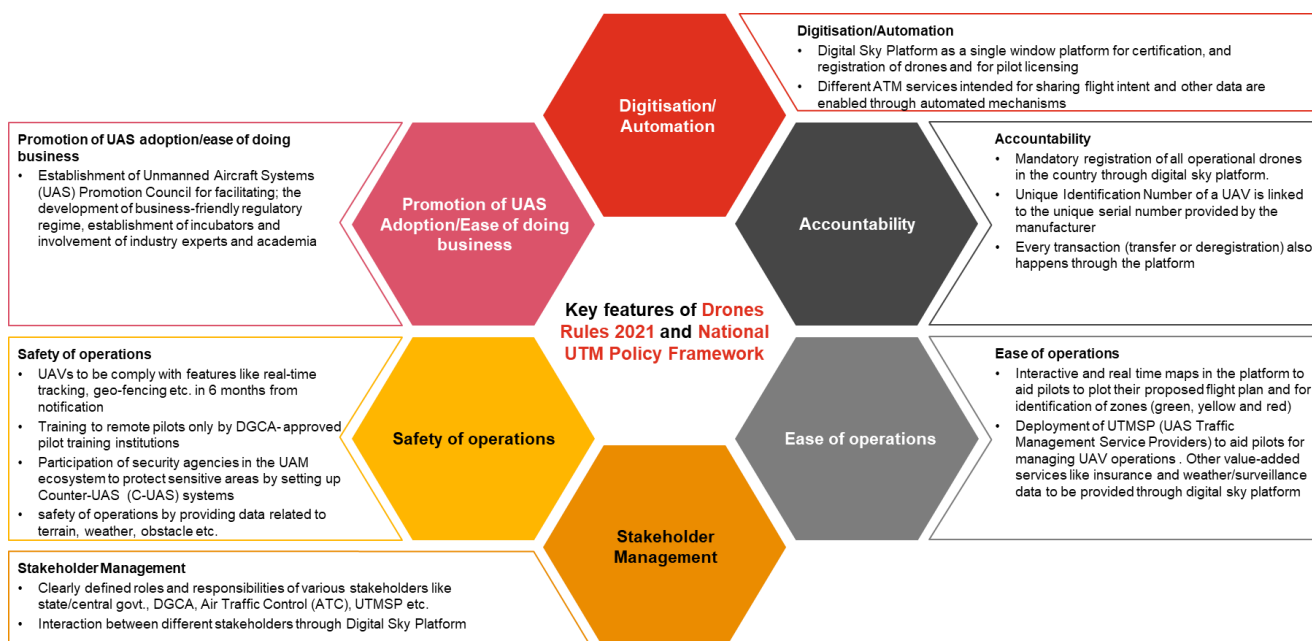 Digitisation/Automation
• Digital Sky Platform as a single window platform for certification, and
registration of drones and for pilot licensing
• Different ATM services intended for sharing flight intent and other data are
enabled through automated mechanisms
Digitisation/
Automation
Promotion of UAS adoption/ease of doing
business
• Establishment of Unmanned Aircraft Systems
(UAS) Promotion Council for facilitating; the
development of business-friendly regulatory
regime, establishment of incubators and
involvement of industry experts and academia
Promotion of UAS
Adoption/Ease of doing
business
Accountability
Accountability
• Mandatory registration of all operational drones
in the country through digital sky platform.
• Unique Identification Number of a UAV is linked
to the unique serial number provided by the
manufacturer
• Every transaction (transfer or deregistration) also
happens through the platform
Key features of Drones
Rules 2021 and National
UTM Policy Framework
Safety of operations
• UAVs to be comply with features like real-time
tracking, geo-fencing etc. in 6 months from
notification
• Training to remote pilots only by DGCA- approved
pilot training institutions
• Participation of security agencies in the UAM
ecosystem to protect sensitive areas by setting up
Counter-UAS (C-UAS) systems
• safety of operations by providing data related to
terrain, weather, obstacle etc.
Safety of operations
Ease of operations
Ease of operations
• Interactive and real time maps in the platform to
aid pilots to plot their proposed flight plan and for
identification of zones (green, yellow and red)
• Deployment of UTMSP (UAS Traffic
Management Service Providers) to aid pilots for
managing UAV operations . Other value-added
services like insurance and weather/surveillance
data to be provided through digital sky platform
Stakeholder
Management
Stakeholder Management
• Clearly defined roles and responsibilities of various stakeholders like
state/central govt., DGCA, Air Traffic Control (ATC), UTMSP etc.
• Interaction between different stakeholders through Digital Sky Platform